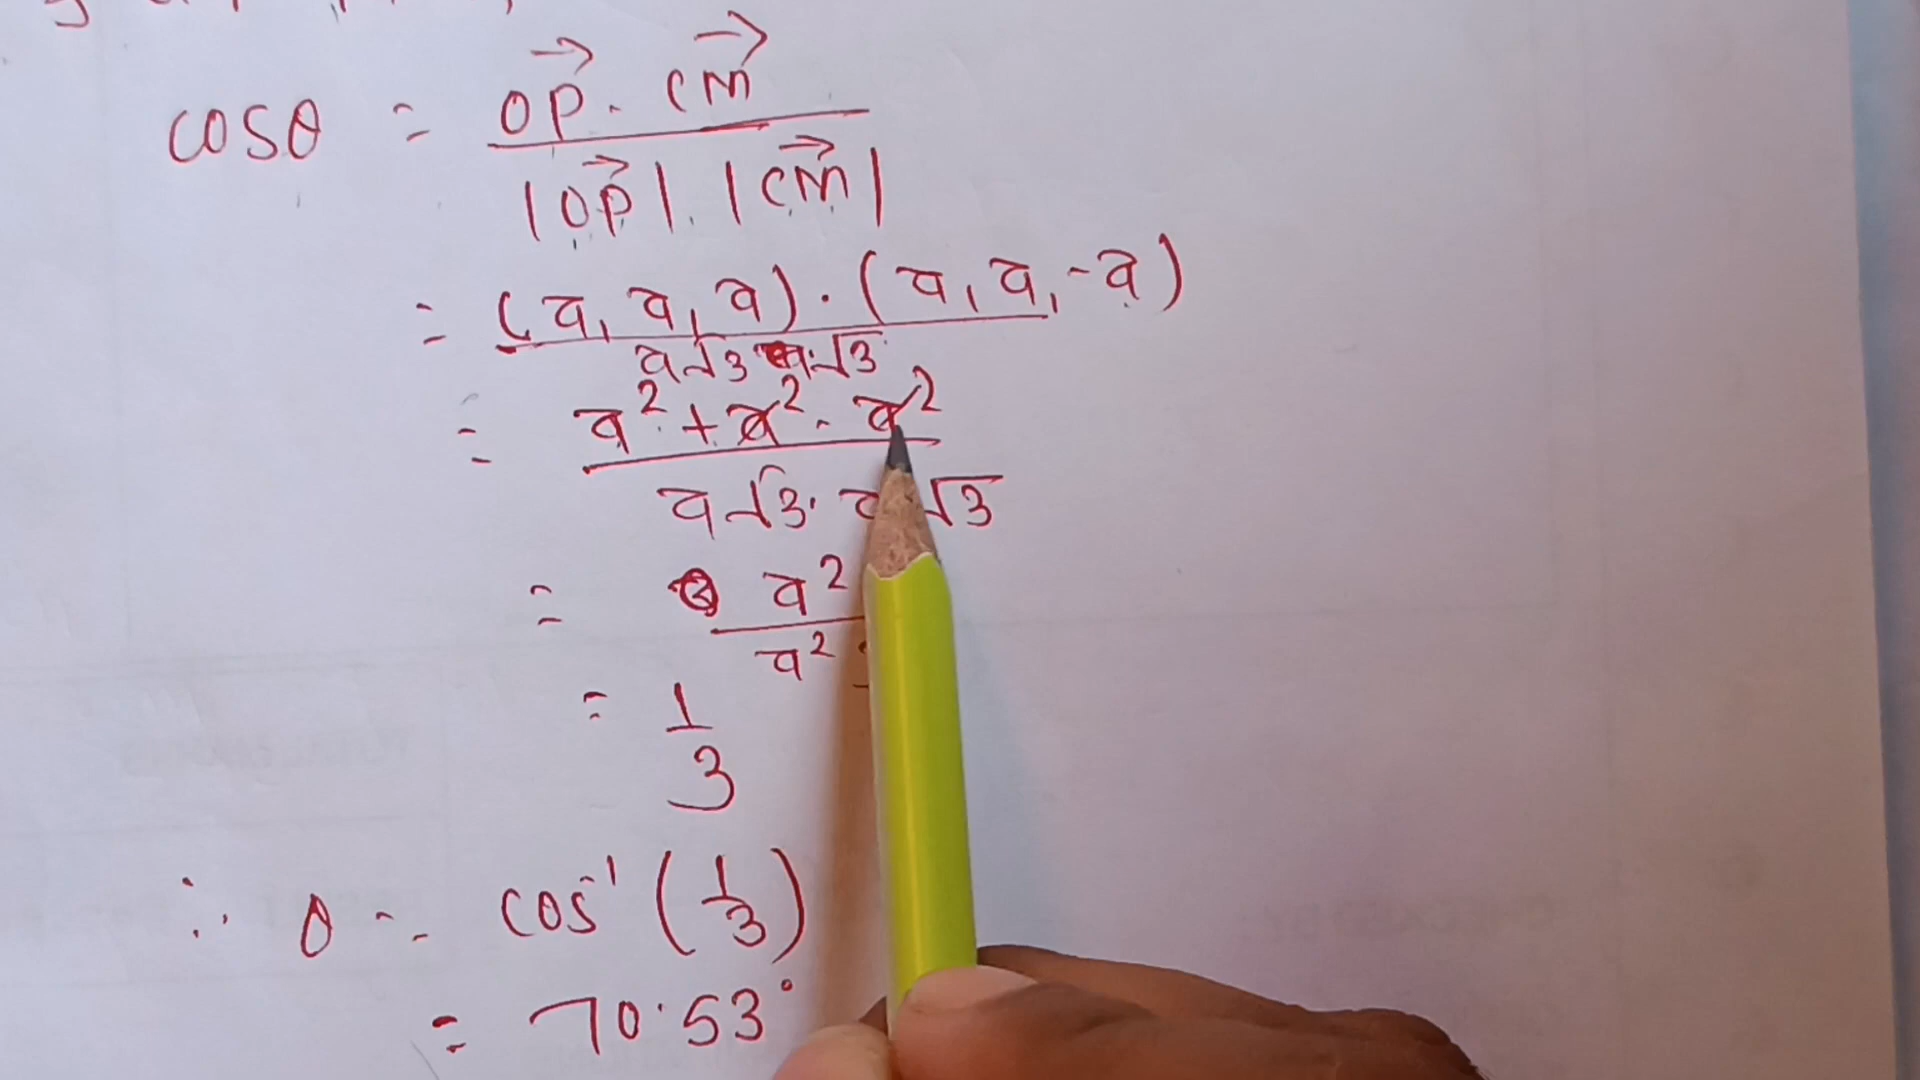 cosθ = OP→ · CM→ / |OP→| · |CM→|
= (a, a, a) · (a, a, -a) / a√3 a·√3
= a² + a² - a² / a√3 · a√3
= a² / a²
= 1/3
∴ θ = cos⁻¹ (1/3)
= 70.53°